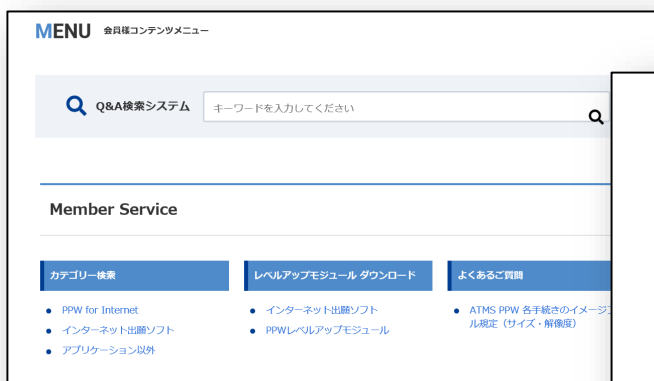 MENU 会員様コンテンツメニュー
Q&A検索システム キーワードを入力してください
Member Service
カテゴリー検索
PPW for Internet
インターネット出願ソフト
アプリケーション以外
レベルアップモジュール ダウンロード
インターネット出願ソフト
PPWレベルアップモジュール
よくあるご質問
ATMS PPW 各手続きのイメージフ
ル規定(サイズ・解像度)